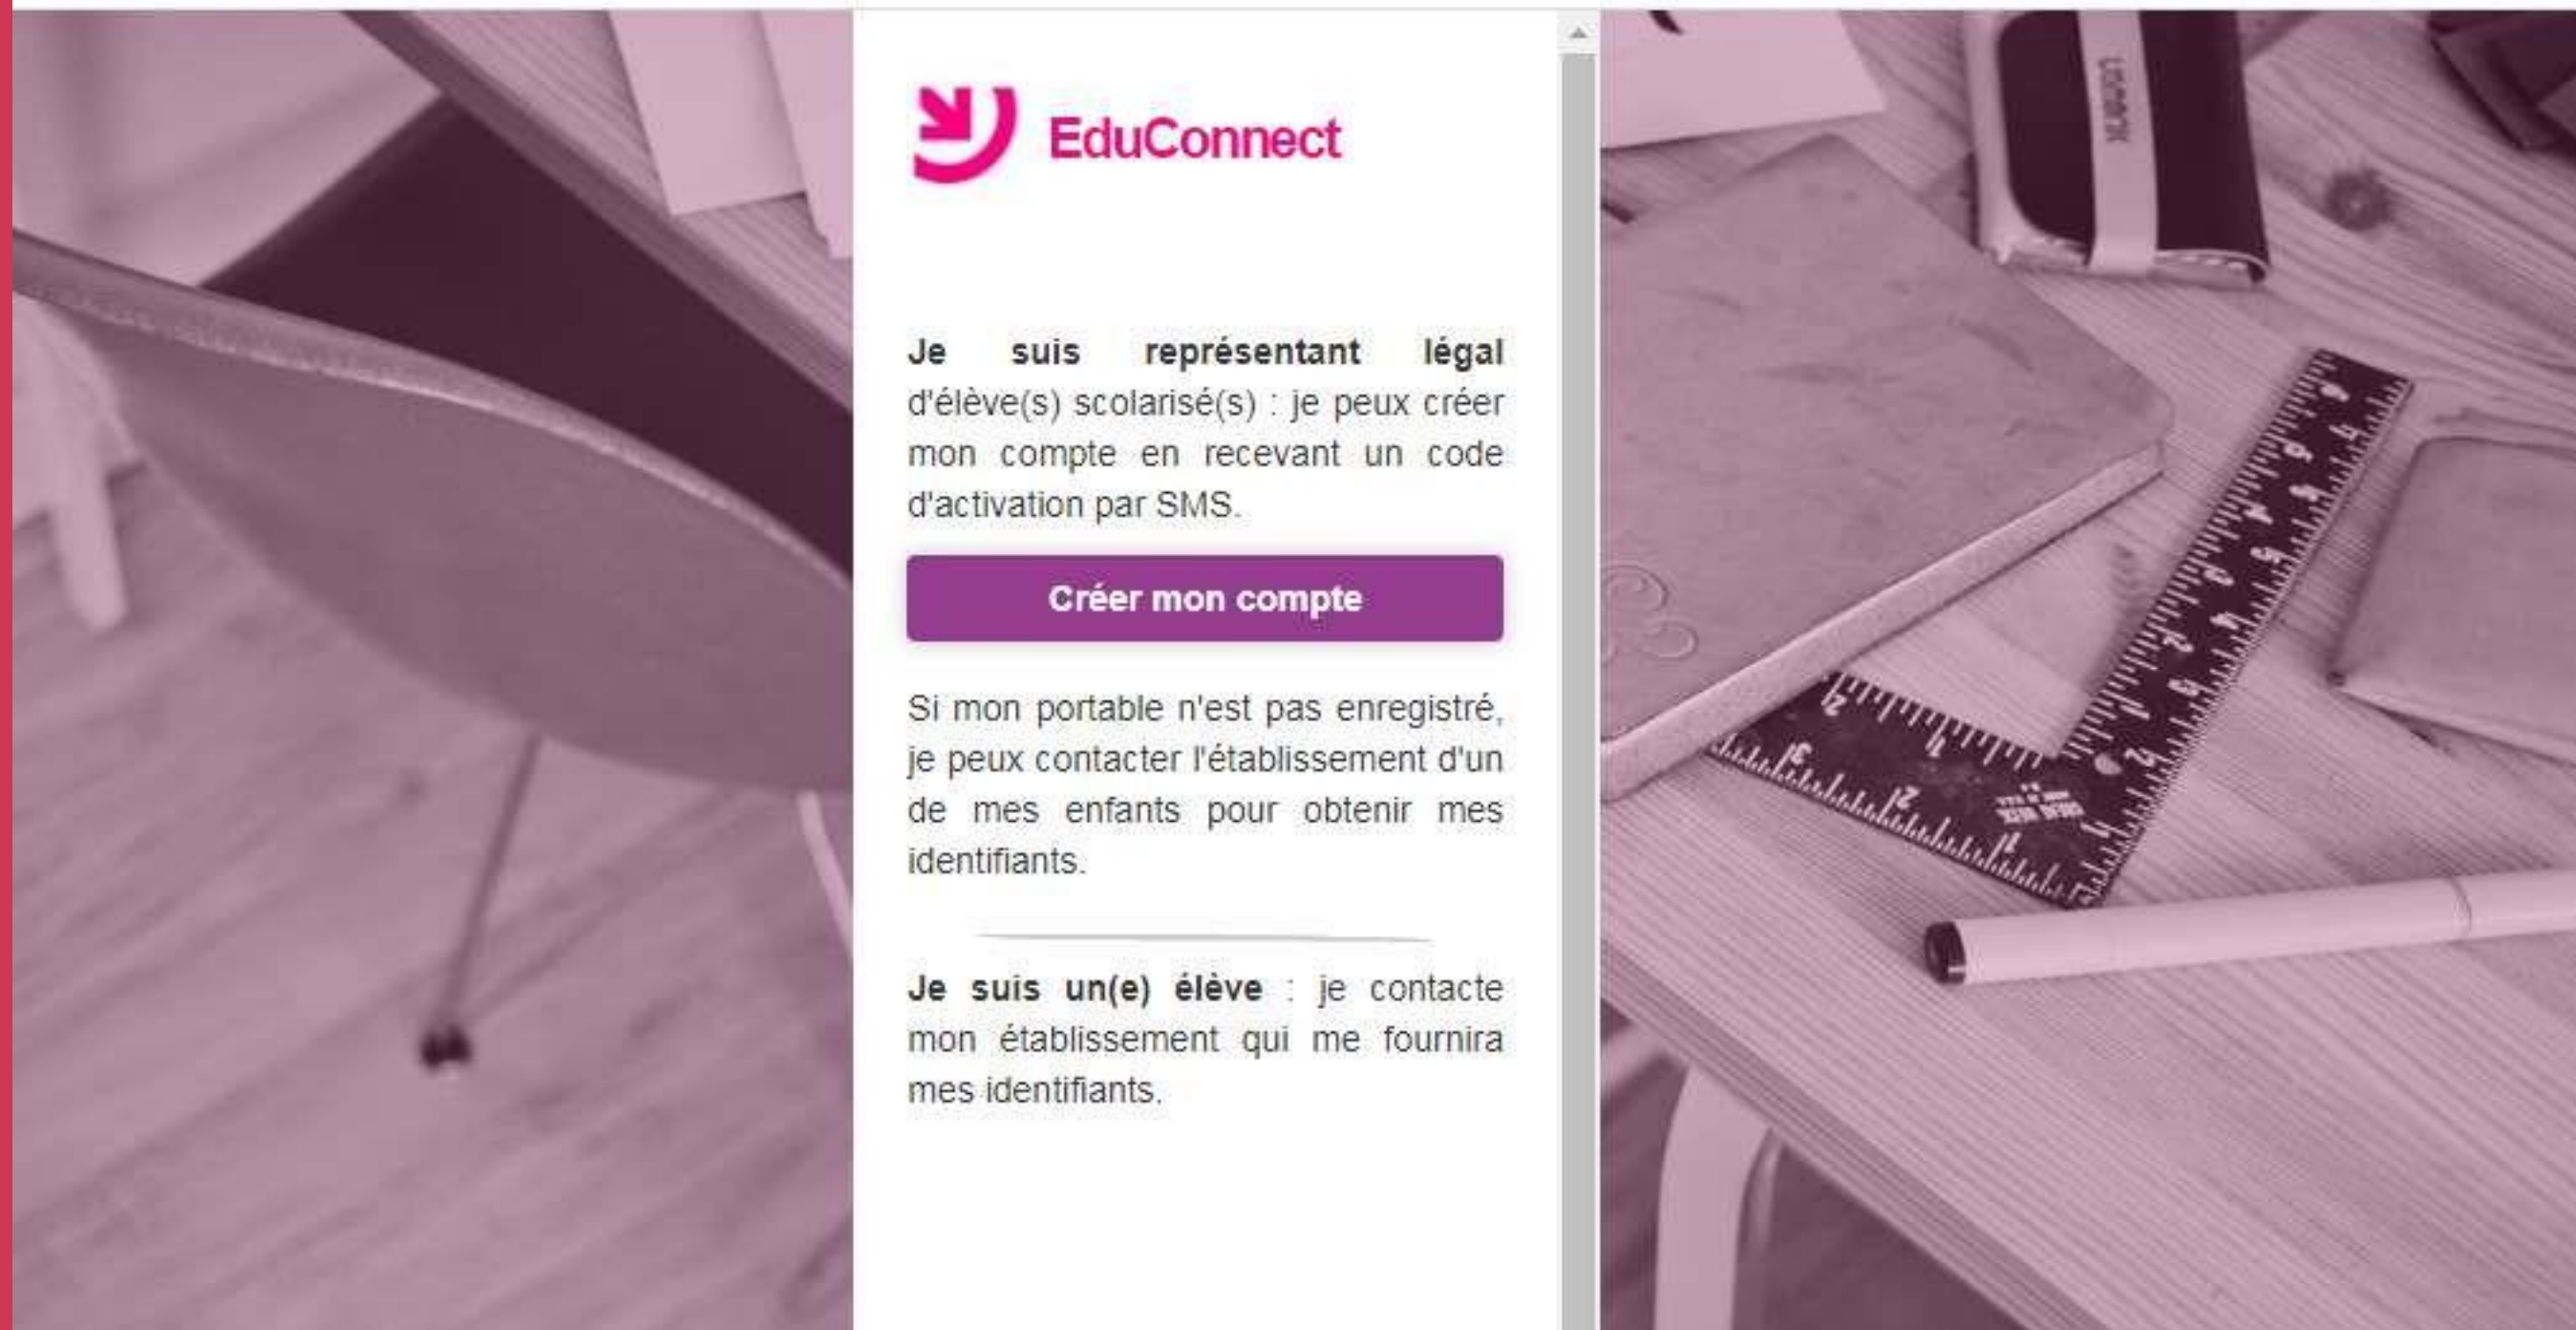 EduConnect
Je suis représentant légal
d'élève(s) scolarisé(s) : je peux créer
mon compte en recevant un code
d'activation par SMS.
Créer mon compte
Si mon portable n'est pas enregistré,
je peux contacter l'établissement d'un
de mes enfants pour obtenir mes
identifiants.
Je suis un(e) élève : je contacte
mon établissement qui me fournira
mes identifiants.